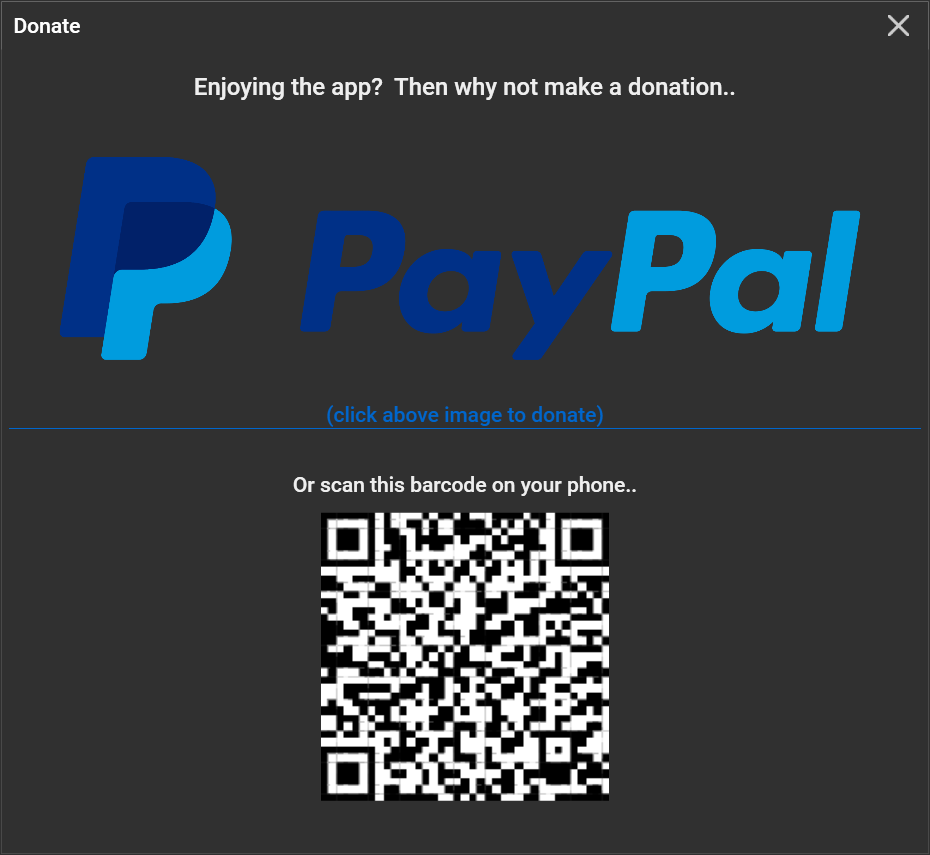 Donate
Enjoying the app? Then why not make a donation..
PayPal
(click above image to donate)
Or scan this barcode on your phone..